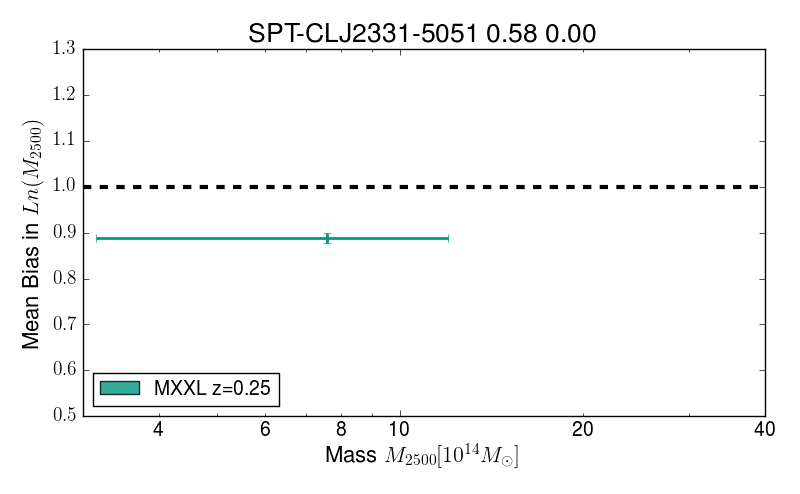 SPT-CLJ2331-5051 0.58 0.00
1.3
1.2
1.1
1.0
0.9
0.8
0.7
0.6
0.5
Mean Bias in Ln(M₂₅₀₀)
MXXL z=0.25
4 6 8 10 20 40
Mass M₂₅₀₀[10¹⁴M☉]